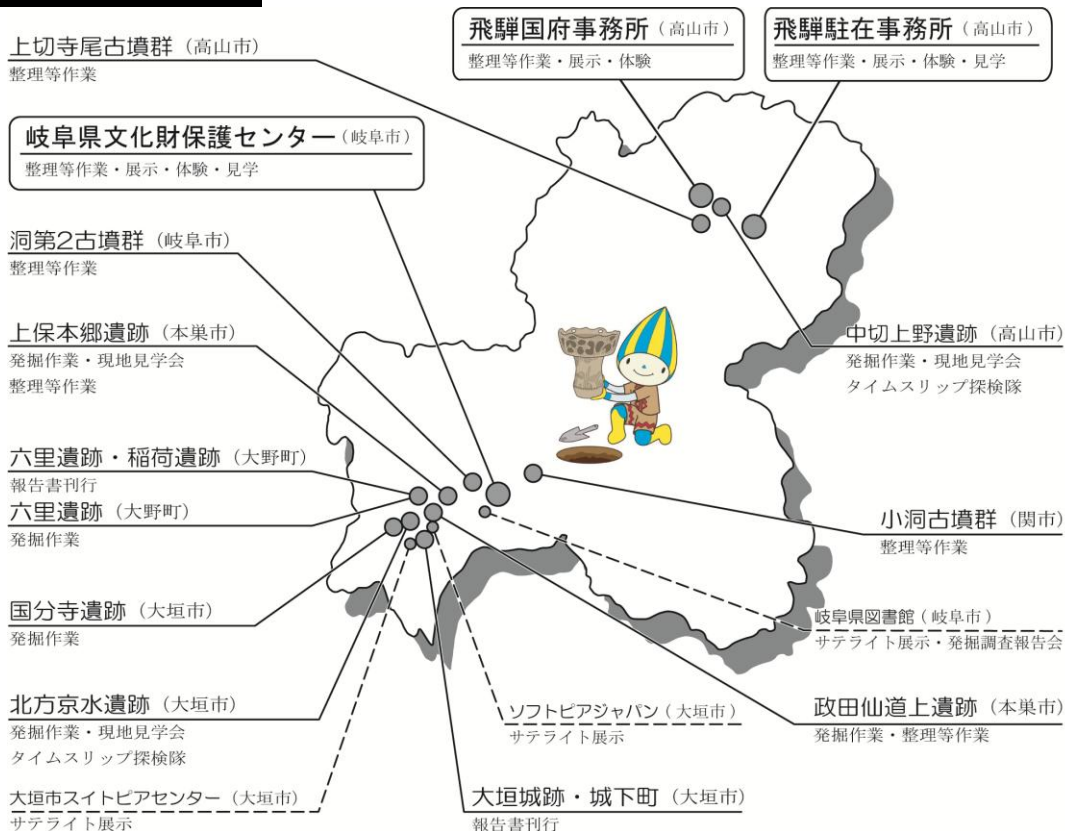 上切寺尾古墳群（高山市）
整理等作業
飛騨国府事務所（高山市）
整理等作業・展示・体験
飛騨駐在事務所（高山市）
整理等作業・展示・体験・見学
岐阜県文化財保護センター（岐阜市）
整理等作業・展示・体験・見学
洞第2古墳群（岐阜市）
整理等作業
上保本郷遺跡（本巣市）
発掘作業・現地見学会
整理等作業
中切上野遺跡（高山市）
発掘作業・現地見学会
タイムスリップ探検隊
六里遺跡・稲荷遺跡（大野町）
報告書刊行
六里遺跡（大野町）
発掘作業
小洞古墳群（関市）
整理等作業
国分寺遺跡（大垣市）
発掘作業
岐阜県図書館（岐阜市）
サテライト展示・発掘調査報告会
北方京水遺跡（大垣市）
発掘作業・現地見学会
タイムスリップ探検隊
ソフトピアジャパン（大垣市）
サテライト展示
政田仙道上遺跡（本巣市）
発掘作業・整理等作業
大垣市スイトピアセンター（大垣市）
サテライト展示
大垣城跡・城下町（大垣市）
報告書刊行